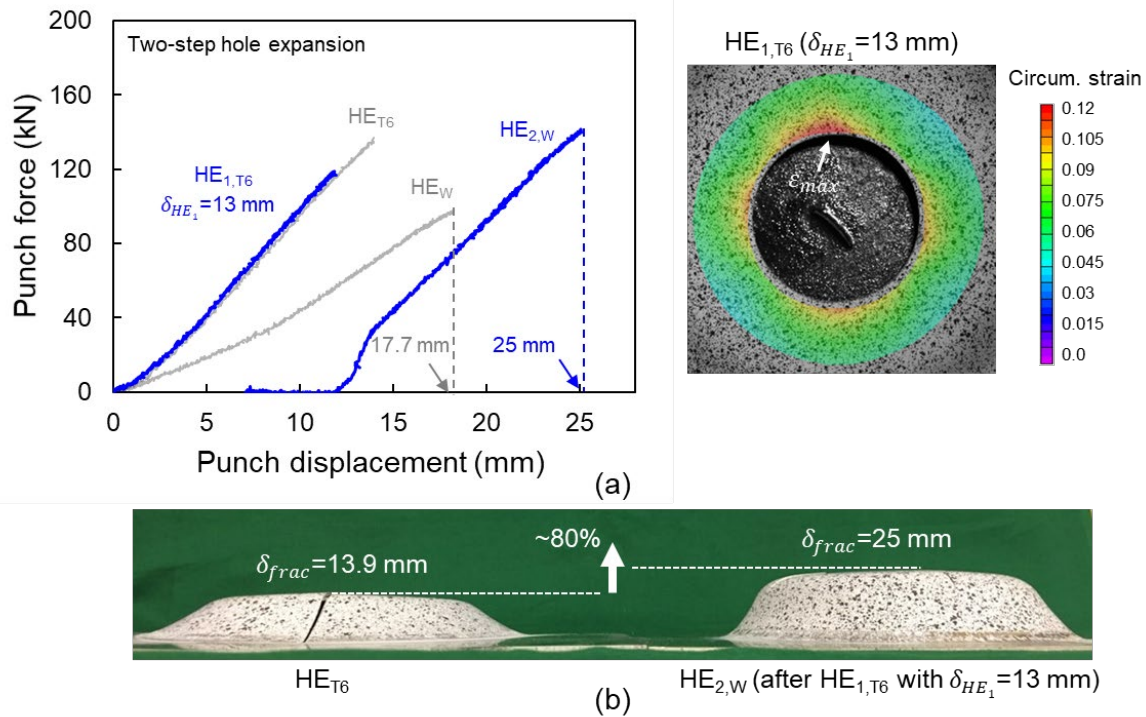 Two-step hole expansion
Punch force (kN)
200
160
120
80
40
0
HE_T6
HE_1,T6
δ_HE1=13 mm
HE_W
HE_2,W
17.7 mm
25 mm
0 5 10 15 20 25
Punch displacement (mm)
(a)
HE_1,T6 (δ_HE1=13 mm)
Circum. strain
0.12
0.105
0.09
0.075
0.06
0.045
0.03
0.015
0.0
ε_max
δ_frac=13.9 mm
~80%
δ_frac=25 mm
HE_T6
HE_2,W (after HE_1,T6 with δ_HE1=13 mm)
(b)